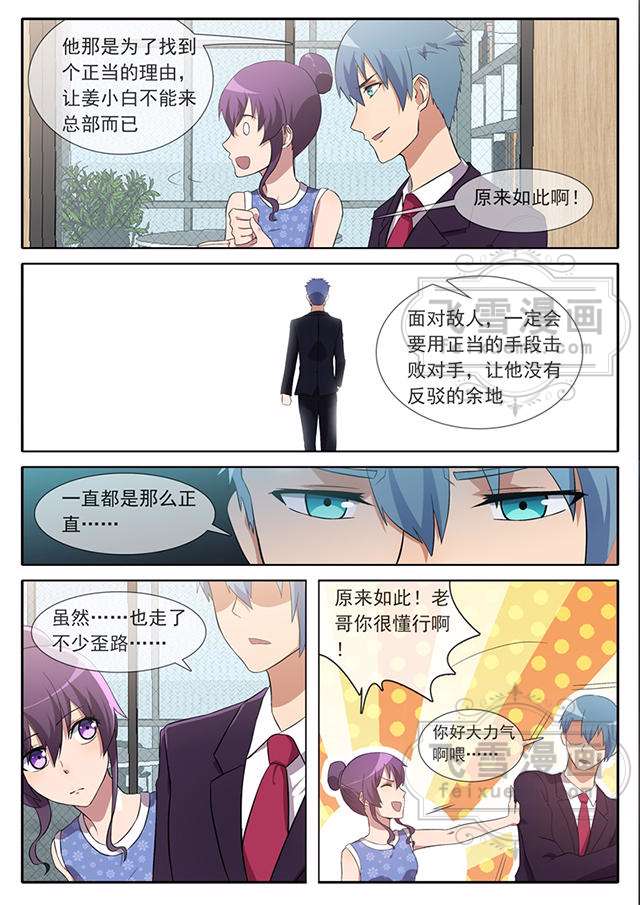 他那是为了找到
个正当的理由，
让姜小白不能来
总部而已
原来如此啊！
面对敌人，一定会
要用正当的手段击
败对手，让他没有
反驳的余地
飞雪漫画
feixuemh.com
一直都是那么正
直……
虽然……也走了
不少歪路……
原来如此！老
哥你很懂行啊
！
你好大力气
啊喂……
飞雪漫画